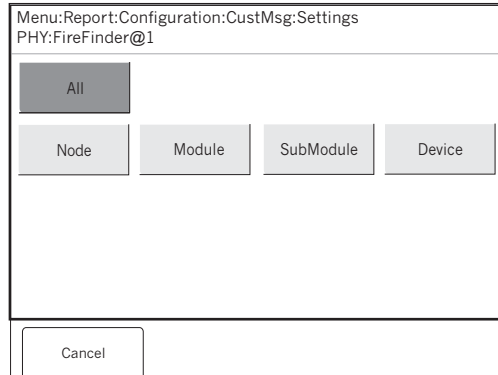 Menu:Report:Configuration:CustMsg:Settings
PHY:FireFinder@1
All
Node Module SubModule Device
Cancel